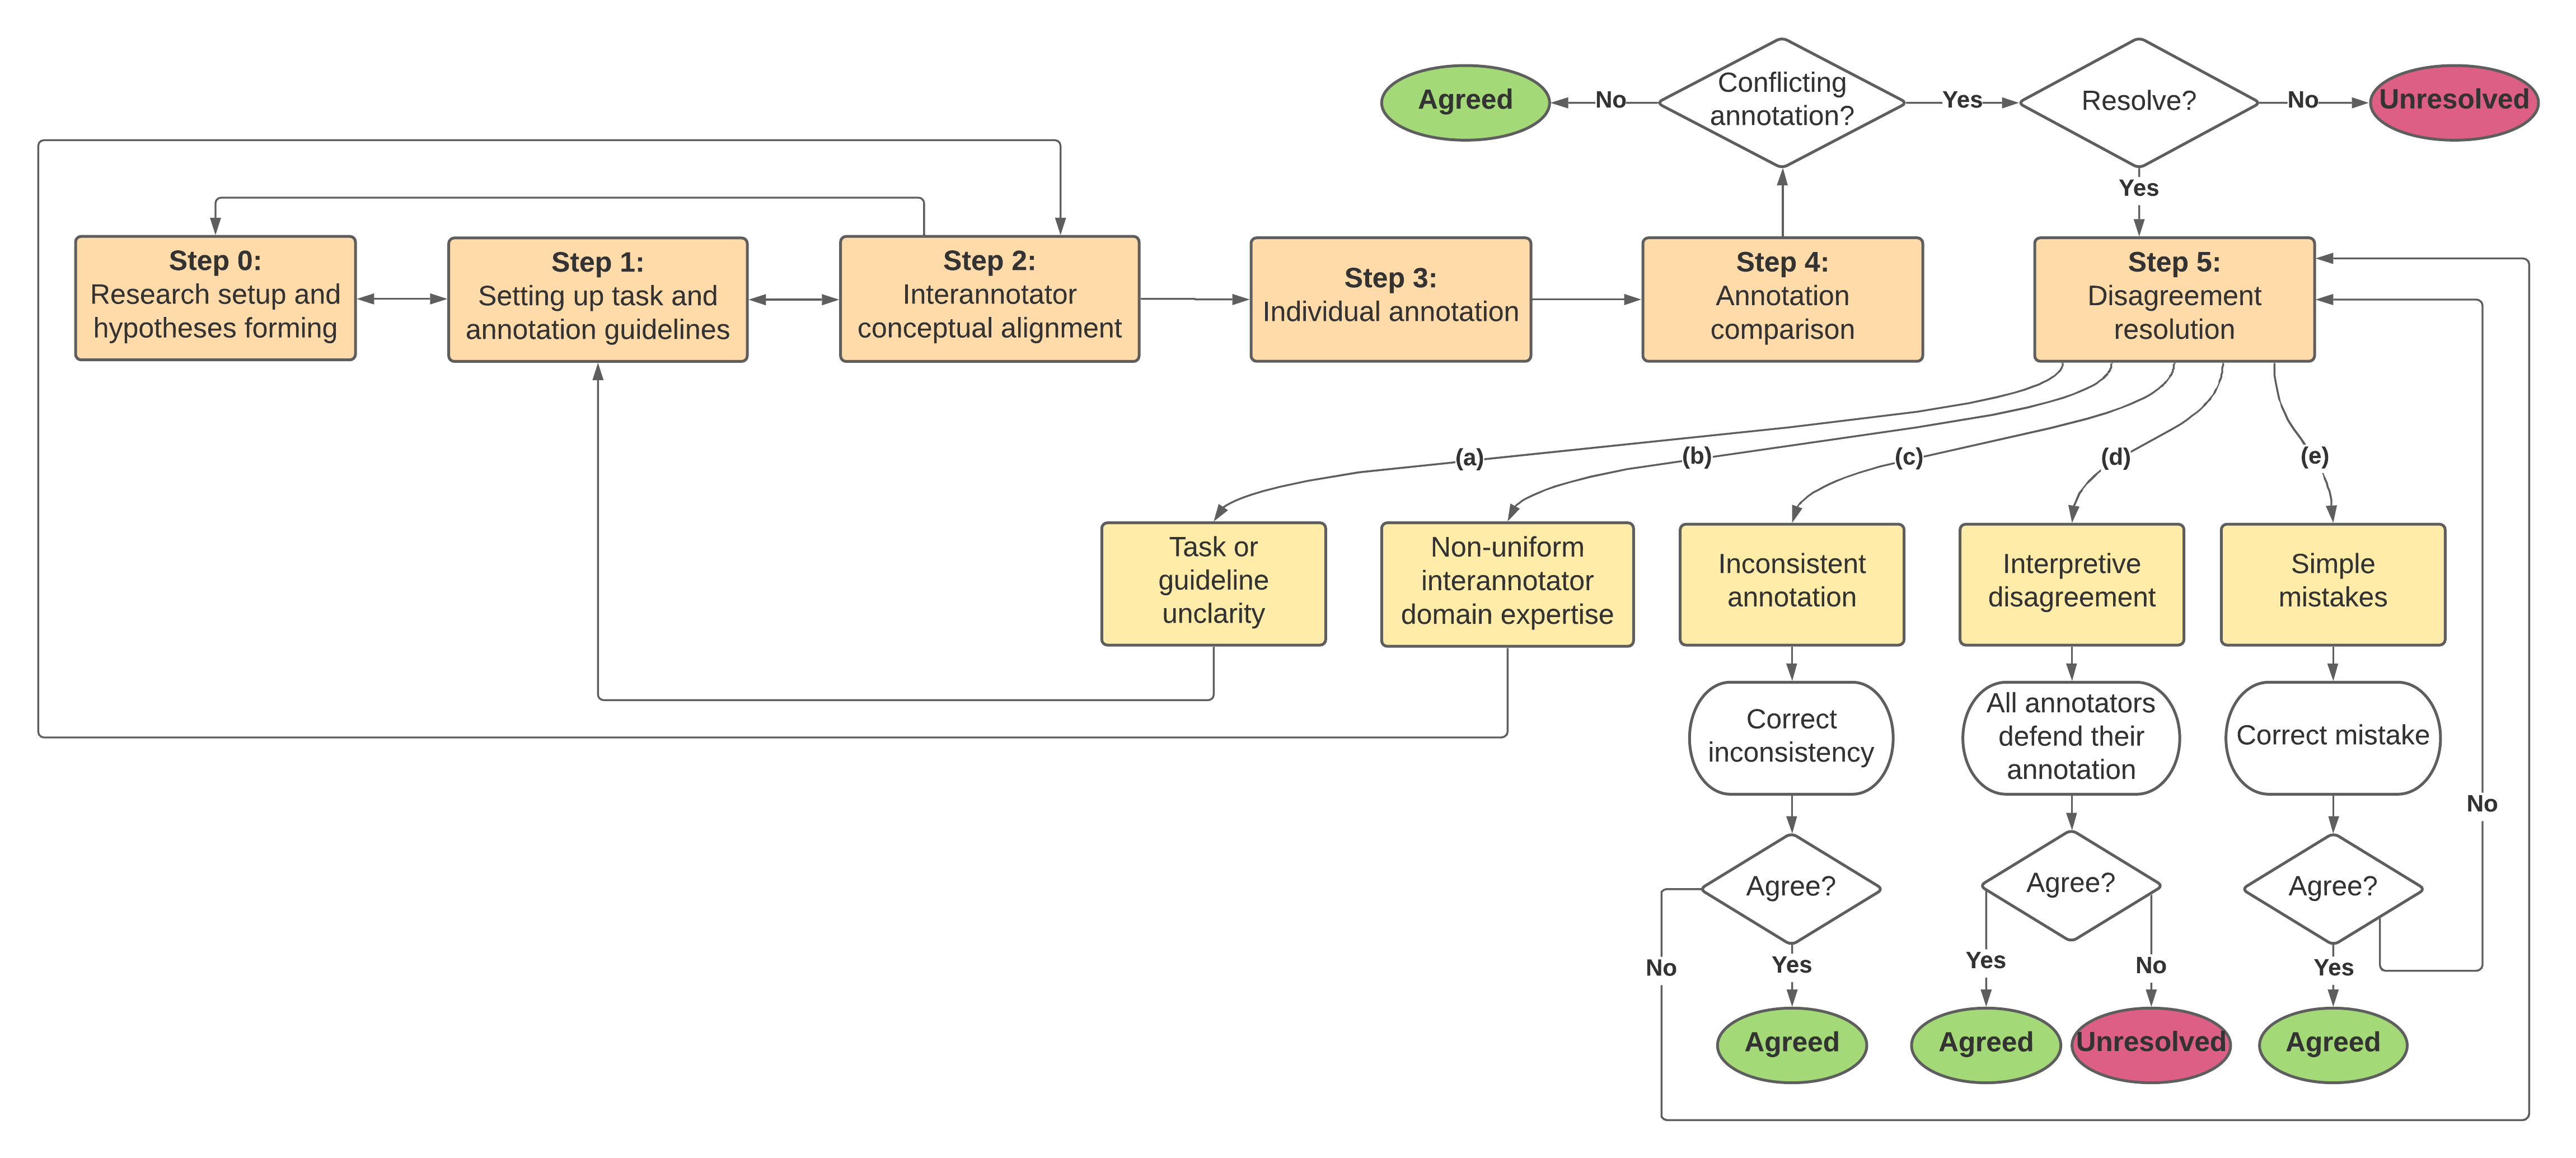 Agreed
No
Conflicting
annotation?
Yes
Resolve?
No
Unresolved
Yes
Step 0:
Research setup and
hypotheses forming
Step 1:
Setting up task and
annotation guidelines
Step 2:
Interannotator
conceptual alignment
Step 3:
Individual annotation
Step 4:
Annotation
comparison
Step 5:
Disagreement
resolution
(a)
(b)
(c)
(d)
(e)
Task or
guideline
unclarity
Non-uniform
interannotator
domain expertise
Inconsistent
annotation
Interpretive
disagreement
Simple
mistakes
Correct
inconsistency
All annotators
defend their
annotation
Correct mistake
No
Agree?
Agree?
Agree?
No
Yes
Yes
No
Yes
Agreed
Agreed
Unresolved
Agreed